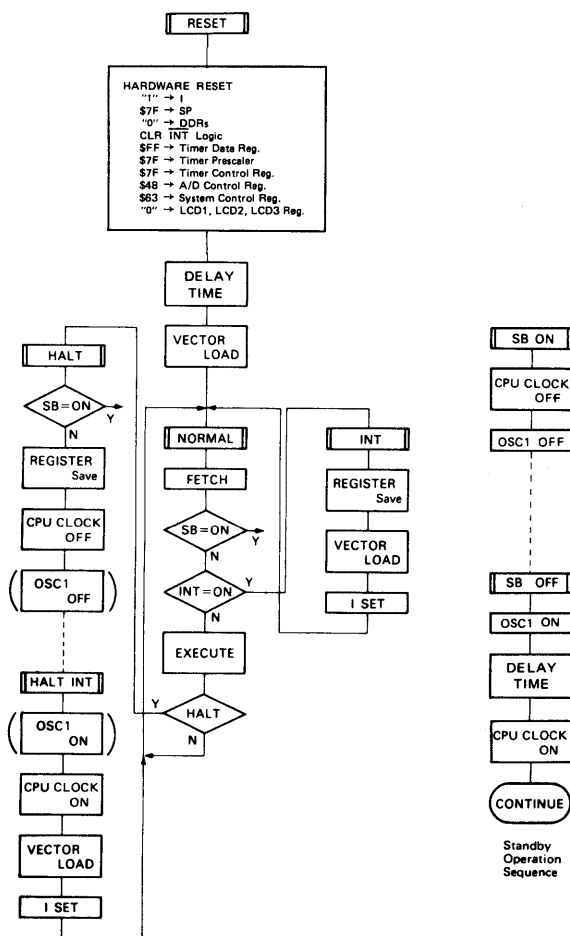 RESET
HARDWARE RESET
"1" → I
$7F → SP
"0" → DDRs
CLR INT Logic
$FF → Timer Data Reg.
$7F → Timer Prescaler
$7F → Timer Control Reg.
$48 → A/D Control Reg.
$63 → System Control Reg.
"0" → LCD1, LCD2, LCD3 Reg.
DELAY
TIME
VECTOR
LOAD
HALT
SB=ON
Y
N
REGISTER
Save
CPU CLOCK
OFF
OSC1
OFF
HALT INT
OSC1
ON
CPU CLOCK
ON
VECTOR
LOAD
I SET
NORMAL
FETCH
SB=ON
Y
N
INT=ON
Y
N
EXECUTE
Y
HALT
N
INT
REGISTER
Save
VECTOR
LOAD
I SET
SB ON
CPU CLOCK
OFF
OSC1 OFF
SB OFF
OSC1 ON
DELAY
TIME
CPU CLOCK
ON
CONTINUE
Standby
Operation
Sequence